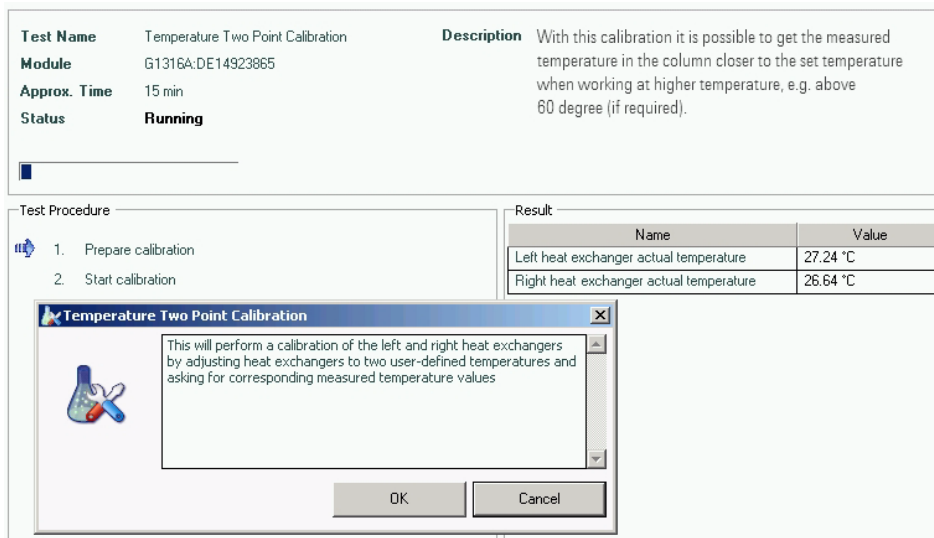 Test Name Temperature Two Point Calibration
Module G1316A:DE14923865
Approx. Time 15 min
Status Running
Description With this calibration it is possible to get the measured
temperature in the column closer to the set temperature
when working at higher temperature, e.g. above
60 degree (if required).
Test Procedure
1. Prepare calibration
2. Start calibration
Result
Name Value
Left heat exchanger actual temperature 27.24 °C
Right heat exchanger actual temperature 26.64 °C
Temperature Two Point Calibration
This will perform a calibration of the left and right heat exchangers
by adjusting heat exchangers to two user-defined temperatures and
asking for corresponding measured temperature values
OK Cancel